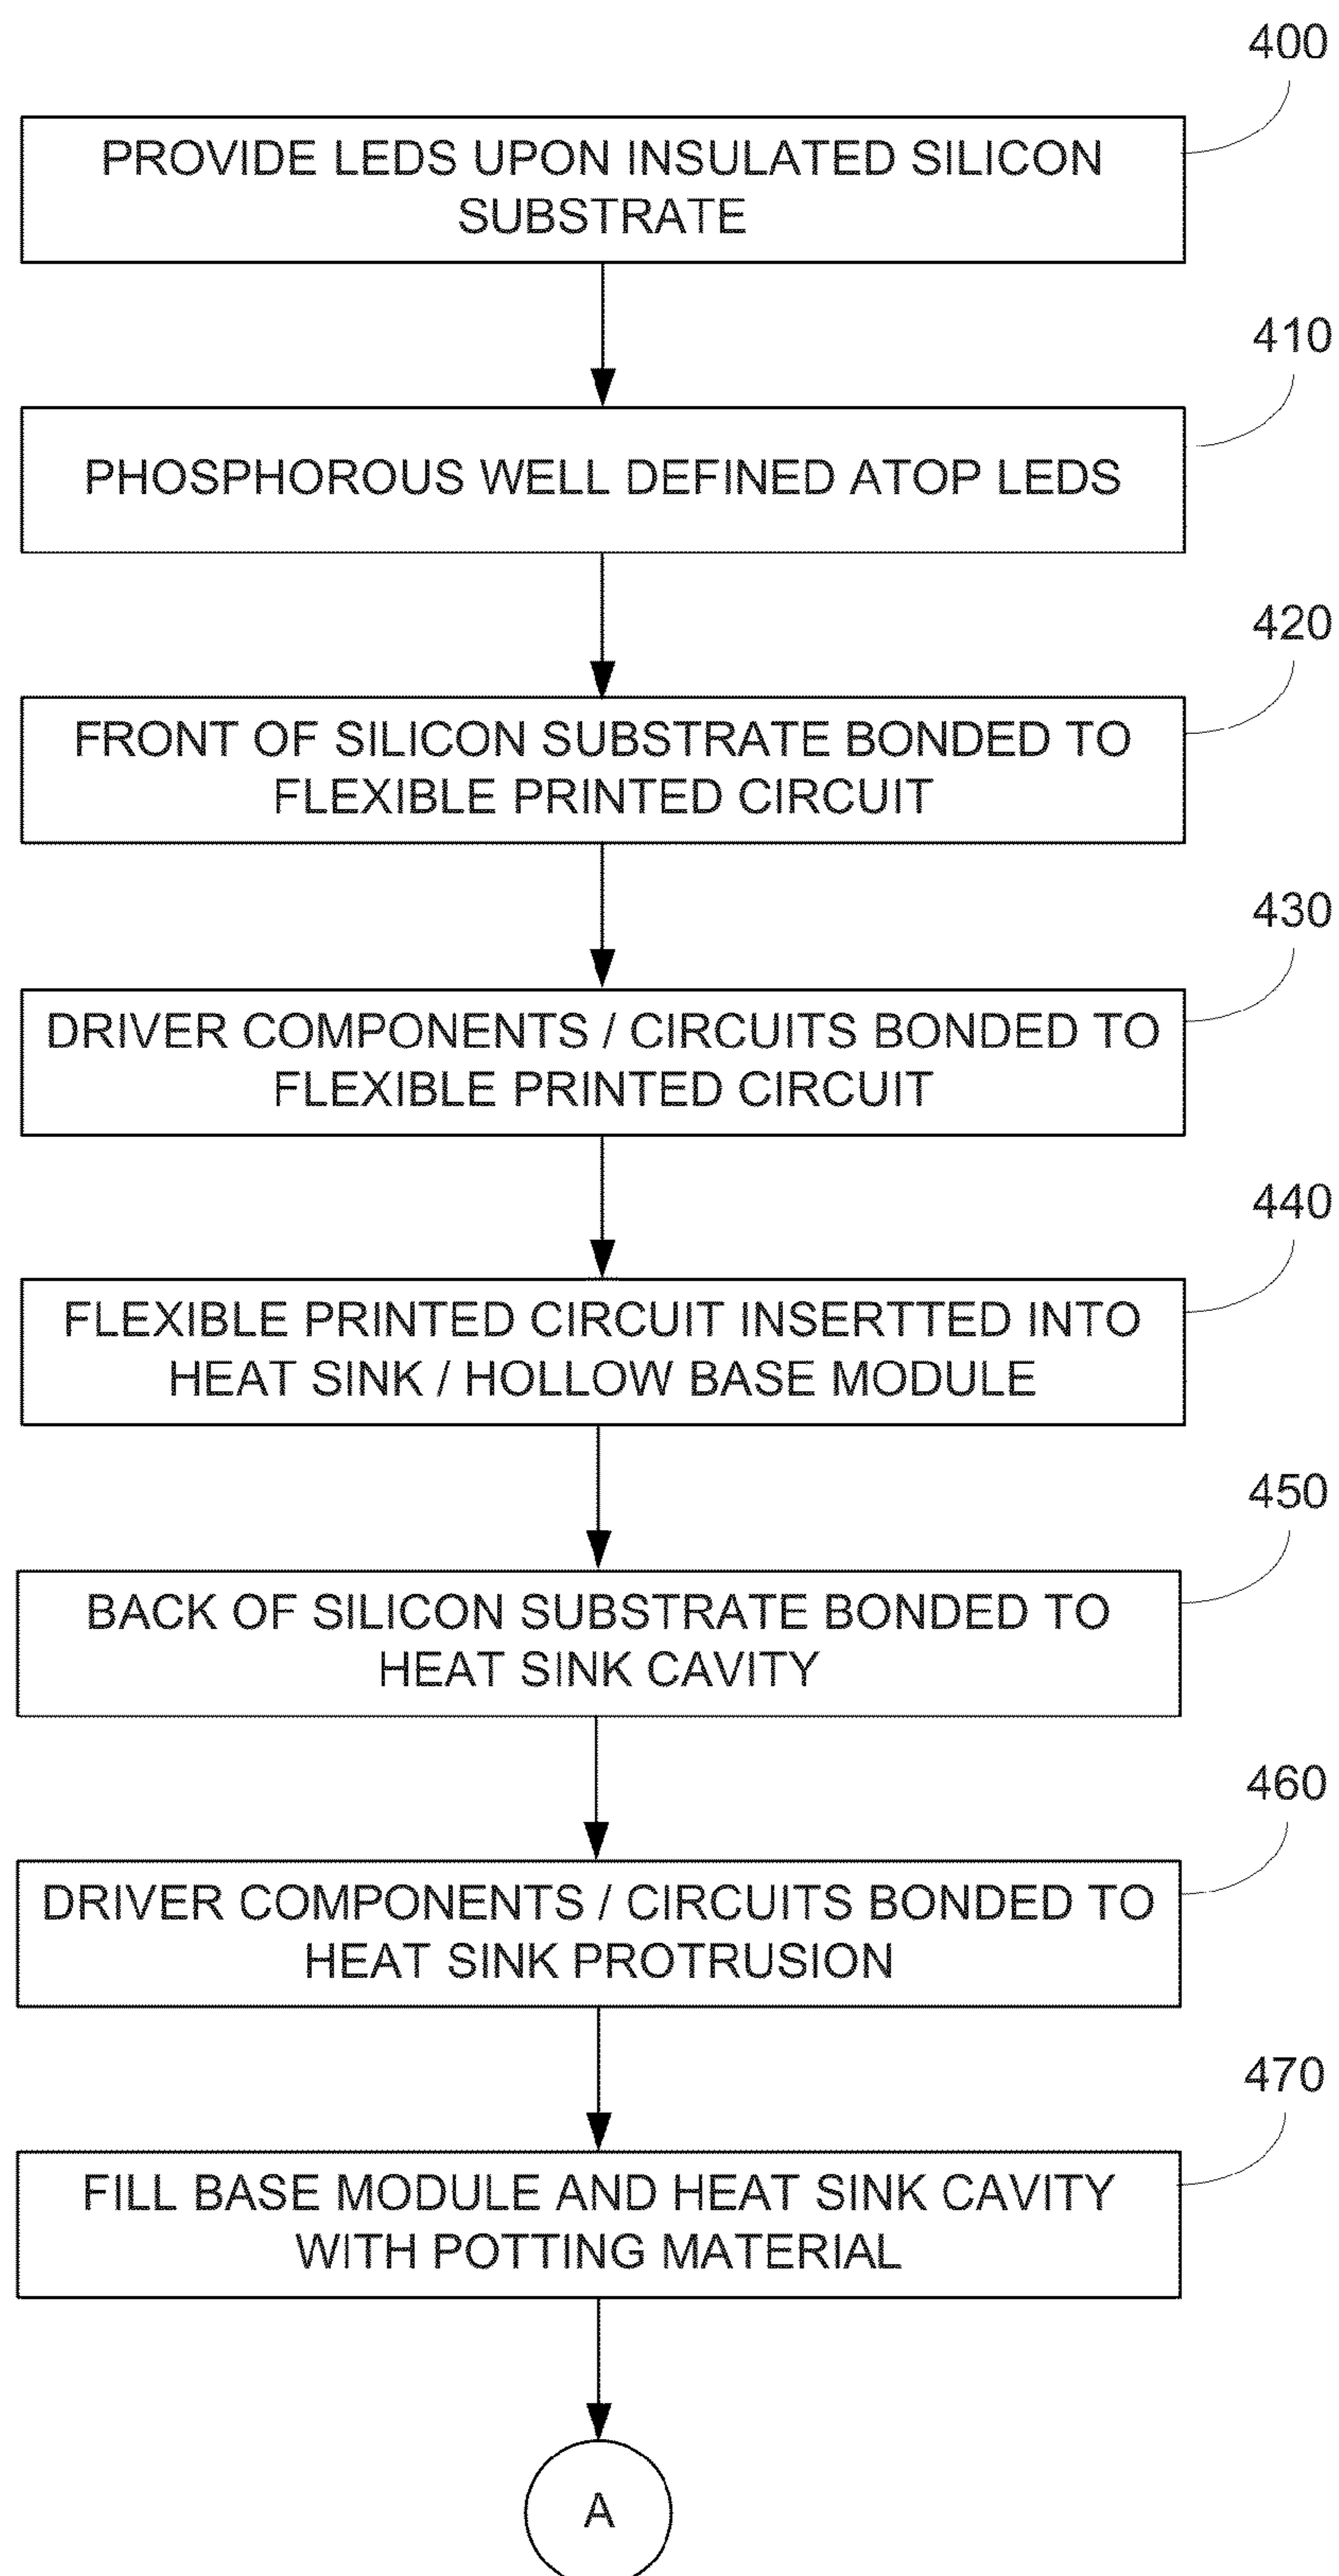 400
PROVIDE LEDS UPON INSULATED SILICON
SUBSTRATE
410
PHOSPHOROUS WELL DEFINED ATOP LEDS
420
FRONT OF SILICON SUBSTRATE BONDED TO
FLEXIBLE PRINTED CIRCUIT
430
DRIVER COMPONENTS / CIRCUITS BONDED TO
FLEXIBLE PRINTED CIRCUIT
440
FLEXIBLE PRINTED CIRCUIT INSERTTED INTO
HEAT SINK / HOLLOW BASE MODULE
450
BACK OF SILICON SUBSTRATE BONDED TO
HEAT SINK CAVITY
460
DRIVER COMPONENTS / CIRCUITS BONDED TO
HEAT SINK PROTRUSION
470
FILL BASE MODULE AND HEAT SINK CAVITY
WITH POTTING MATERIAL
A